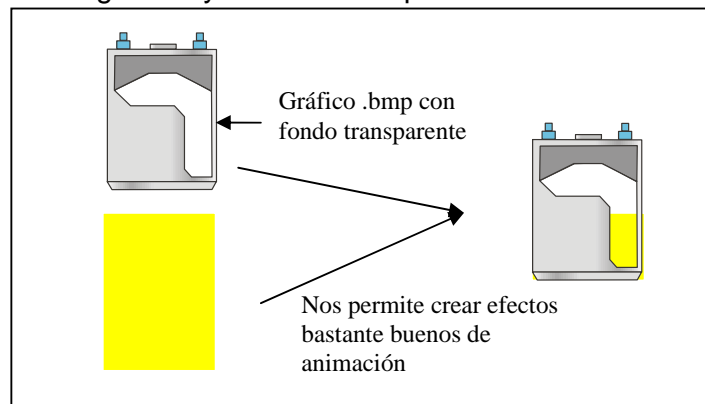 Gráfico .bmp con
fondo transparente
Nos permite crear efectos
bastante buenos de
animación